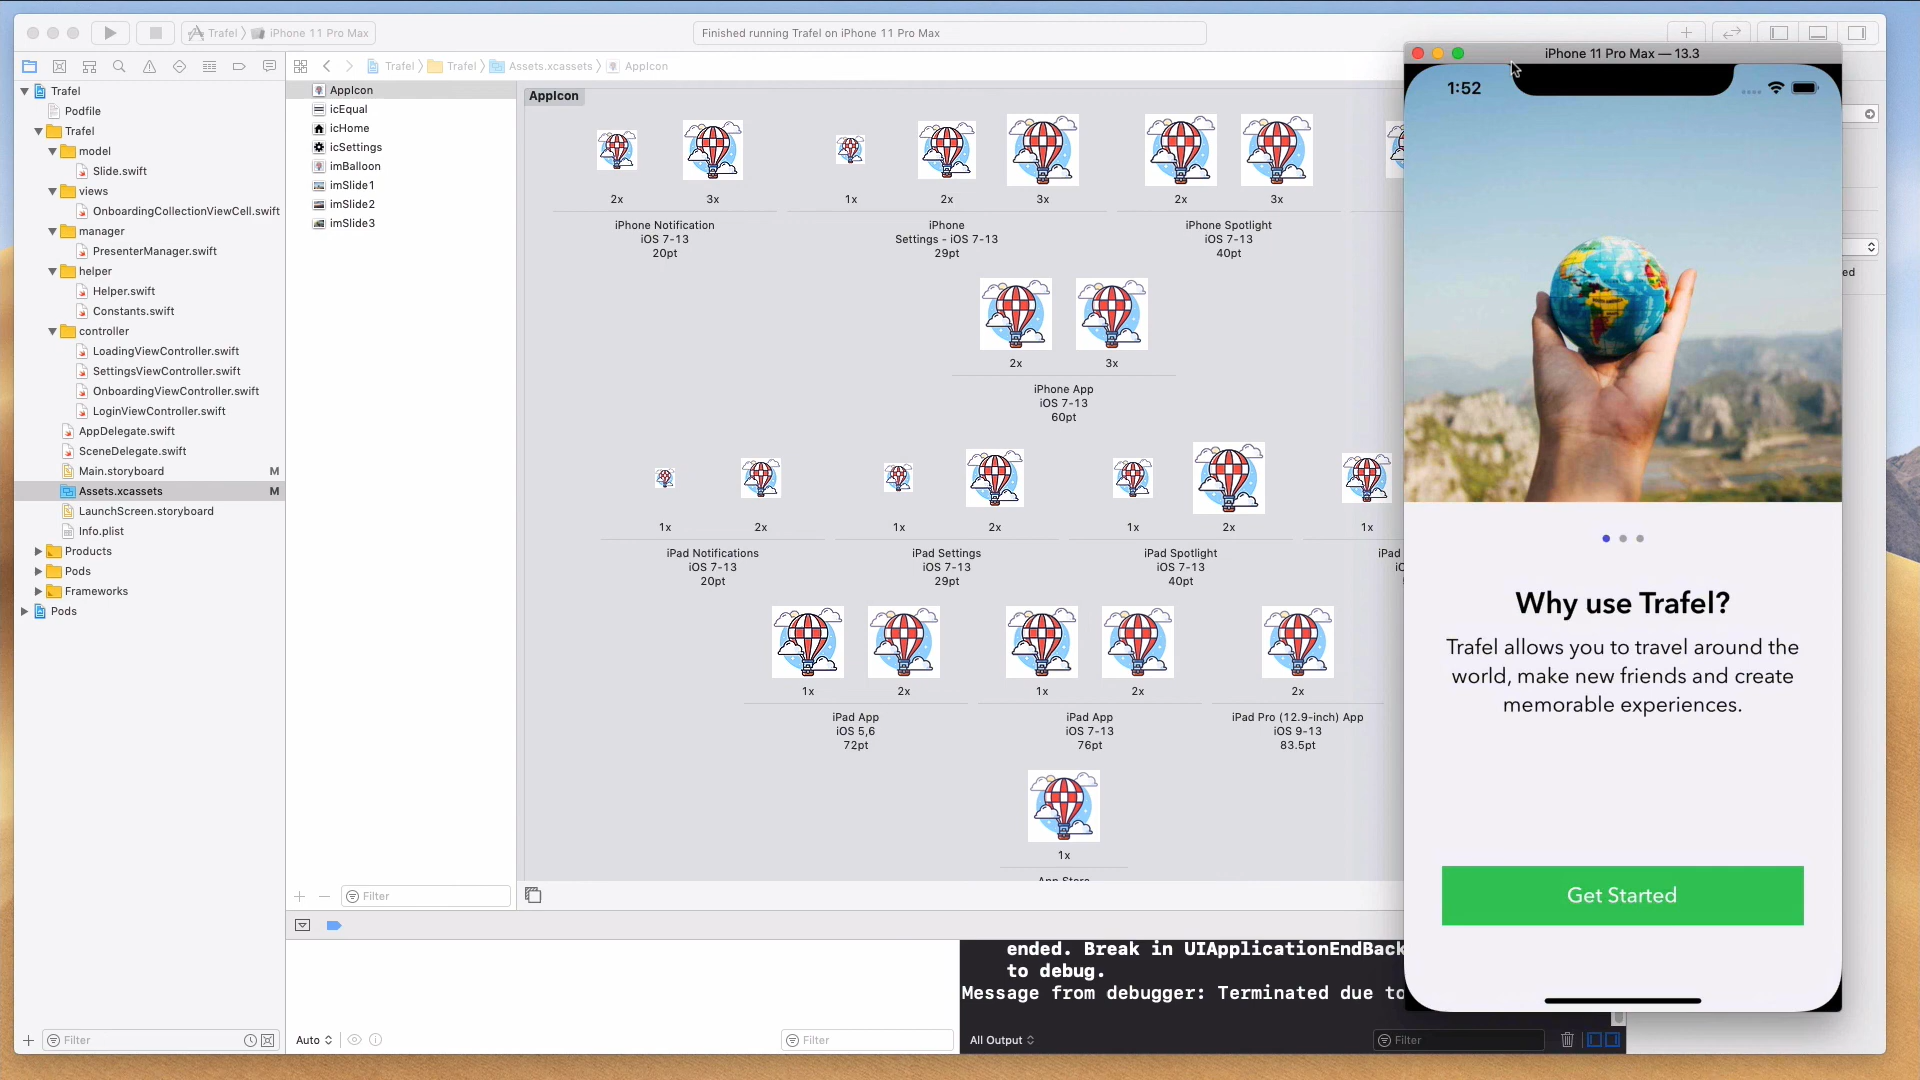 Trafel
iPhone 11 Pro Max
Finished running Trafel on iPhone 11 Pro Max
Trafel
Trafel
Assets.xcassets
AppIcon
Trafel
Podfile
Trafel
model
Slide.swift
views
OnboardingCollectionViewCell.swift
manager
PresenterManager.swift
helper
Helper.swift
Constants.swift
controller
LoadingViewController.swift
SettingsViewController.swift
OnboardingViewController.swift
LoginViewController.swift
AppDelegate.swift
SceneDelegate.swift
Main.storyboard M
Assets.xcassets M
LaunchScreen.storyboard
Info.plist
Products
Pods
Frameworks
Pods
Filter
AppIcon
icEqual
icHome
icSettings
imBalloon
imSlide1
imSlide2
imSlide3
Filter
AppIcon
2x 3x
iPhone Notification
iOS 7-13
20pt
1x 2x 3x
iPhone
Settings - iOS 7-13
29pt
2x 3x
iPhone Spotlight
iOS 7-13
40pt
2x 3x
iPhone App
iOS 7-13
60pt
1x 2x
iPad Notifications
iOS 7-13
20pt
1x 2x
iPad Settings
iOS 7-13
29pt
1x 2x
iPad Spotlight
iOS 7-13
40pt
1x
iPad
1x 2x
iPad App
iOS 5,6
72pt
1x 2x
iPad App
iOS 7-13
76pt
2x
iPad Pro (12.9-inch) App
iOS 9-13
83.5pt
1x
App Store
Auto
Filter
ended. Break in UIApplicationEndBack
to debug.
Message from debugger: Terminated due to
All Output
Filter
iPhone 11 Pro Max — 13.3
1:52
Why use Trafel?
Trafel allows you to travel around the
world, make new friends and create
memorable experiences.
Get Started
ed